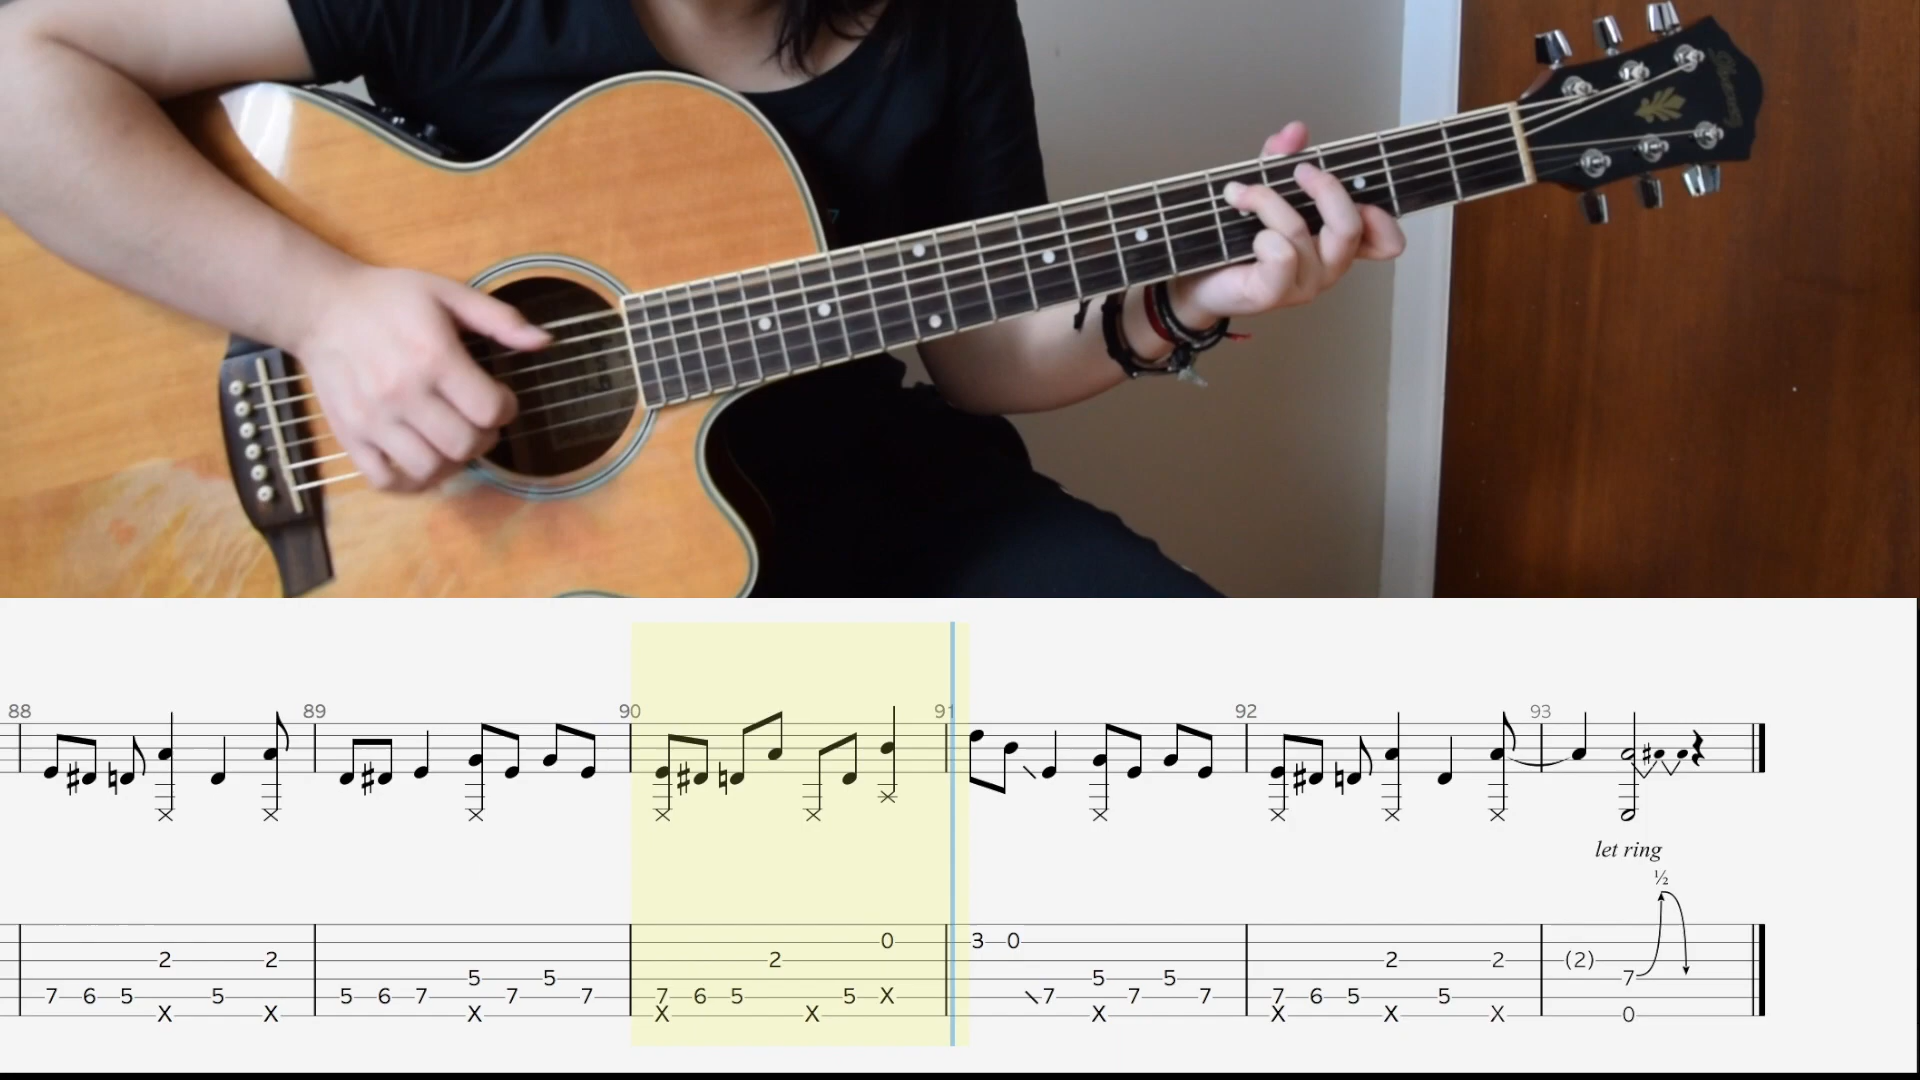 88 89 90 91 92 93
let ring
½
3 0 0
2 2 2 2 2 (2)
5 5 5 5 7
7 6 5 5 5 6 7 7 7 7 6 5 5 X 7 7 7 7 6 5 5
X X X X X X X X X 0